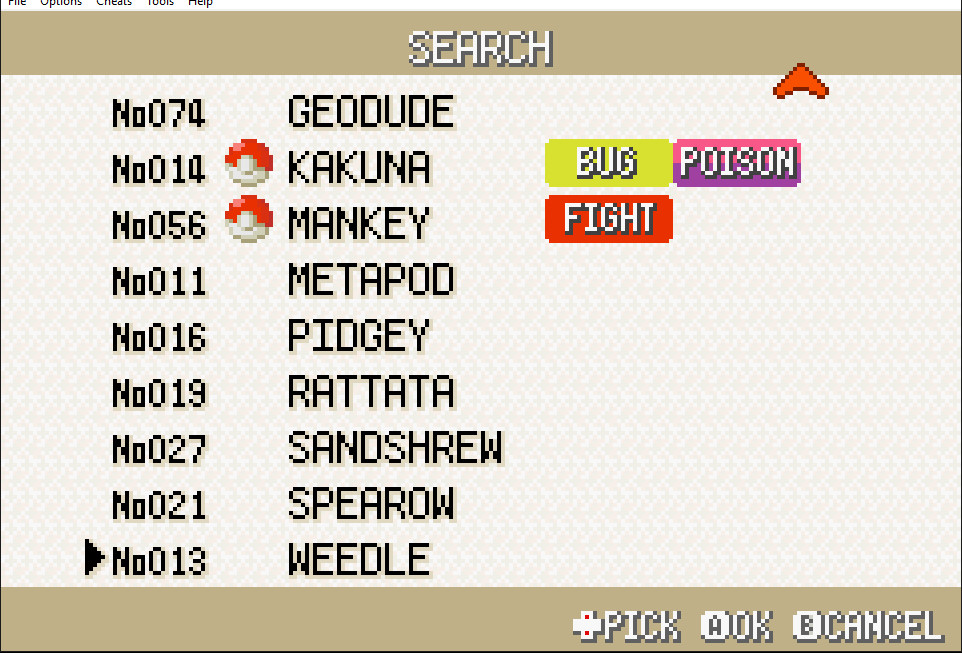 File Options Cheats Tools Help
SEARCH
No074 GEODUDE
No014 KAKUNA BUG POISON
No056 MANKEY FIGHT
No011 METAPOD
No016 PIDGEY
No019 RATTATA
No027 SANDSHREW
No021 SPEAROW
No013 WEEDLE
PICK A OK B CANCEL